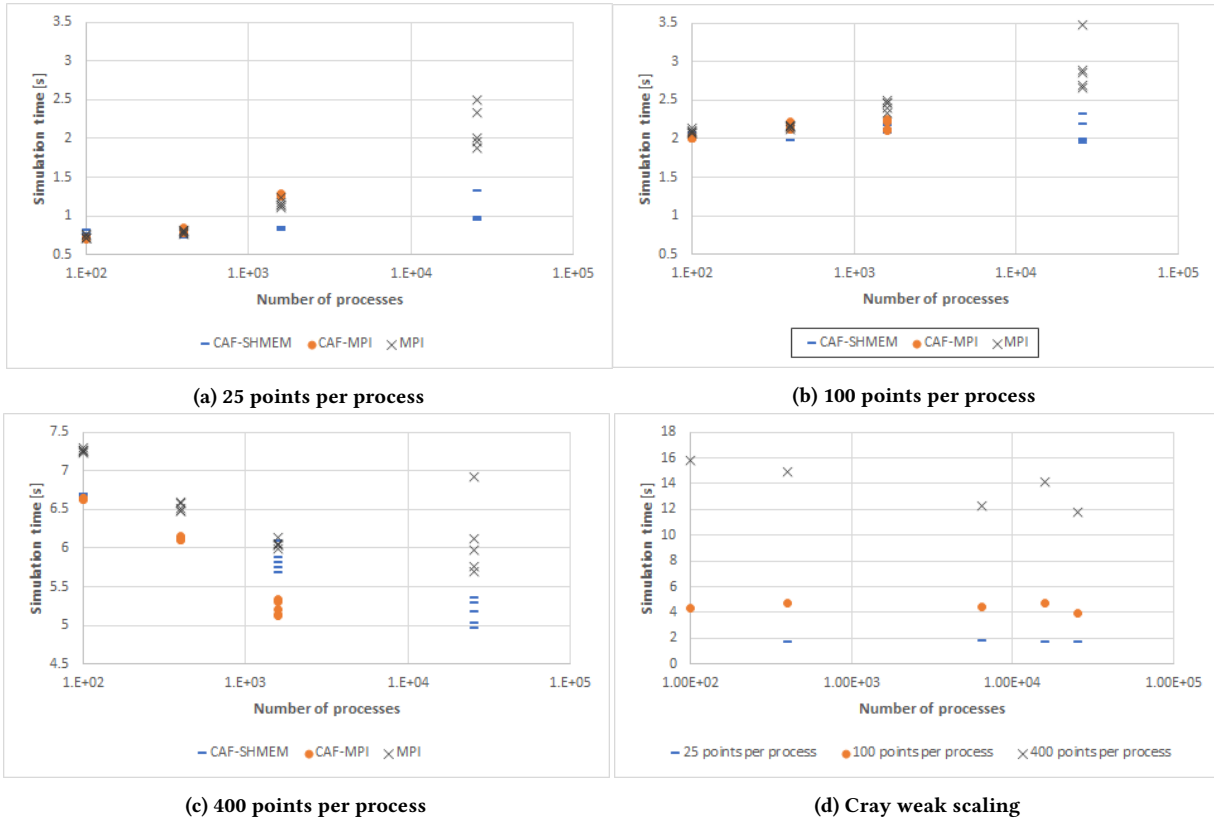 3.5
3
2.5
2
1.5
1
0.5
Simulation time [s]
1.E+02 1.E+03 1.E+04 1.E+05
Number of processes
CAF-SHMEM CAF-MPI MPI
(a) 25 points per process
3.5
3
2.5
2
1.5
1
0.5
Simulation time [s]
1.E+02 1.E+03 1.E+04 1.E+05
Number of processes
CAF-SHMEM CAF-MPI MPI
(b) 100 points per process
7.5
7
6.5
6
5.5
5
4.5
Simulation time [s]
1.E+02 1.E+03 1.E+04 1.E+05
Number of processes
CAF-SHMEM CAF-MPI MPI
(c) 400 points per process
18
16
14
12
10
8
6
4
2
0
Simulation time [s]
1.00E+02 1.00E+03 1.00E+04 1.00E+05
Number of processes
25 points per process 100 points per process 400 points per process
(d) Cray weak scaling